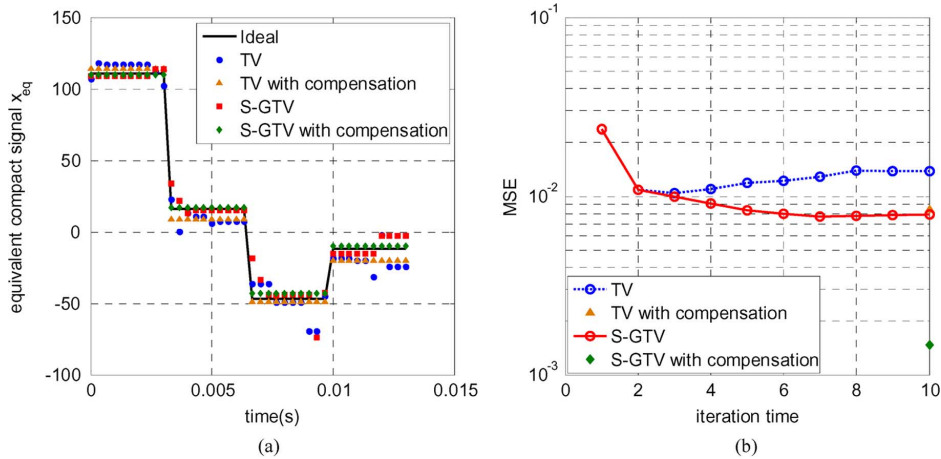 150
100
50
0
-50
-100
0
0.005
0.01
0.015
equivalent compact signal x_eq
time(s)
Ideal
TV
TV with compensation
S-GTV
S-GTV with compensation
(a)
10^-1
10^-2
10^-3
0
2
4
6
8
10
MSE
iteration time
TV
TV with compensation
S-GTV
S-GTV with compensation
(b)